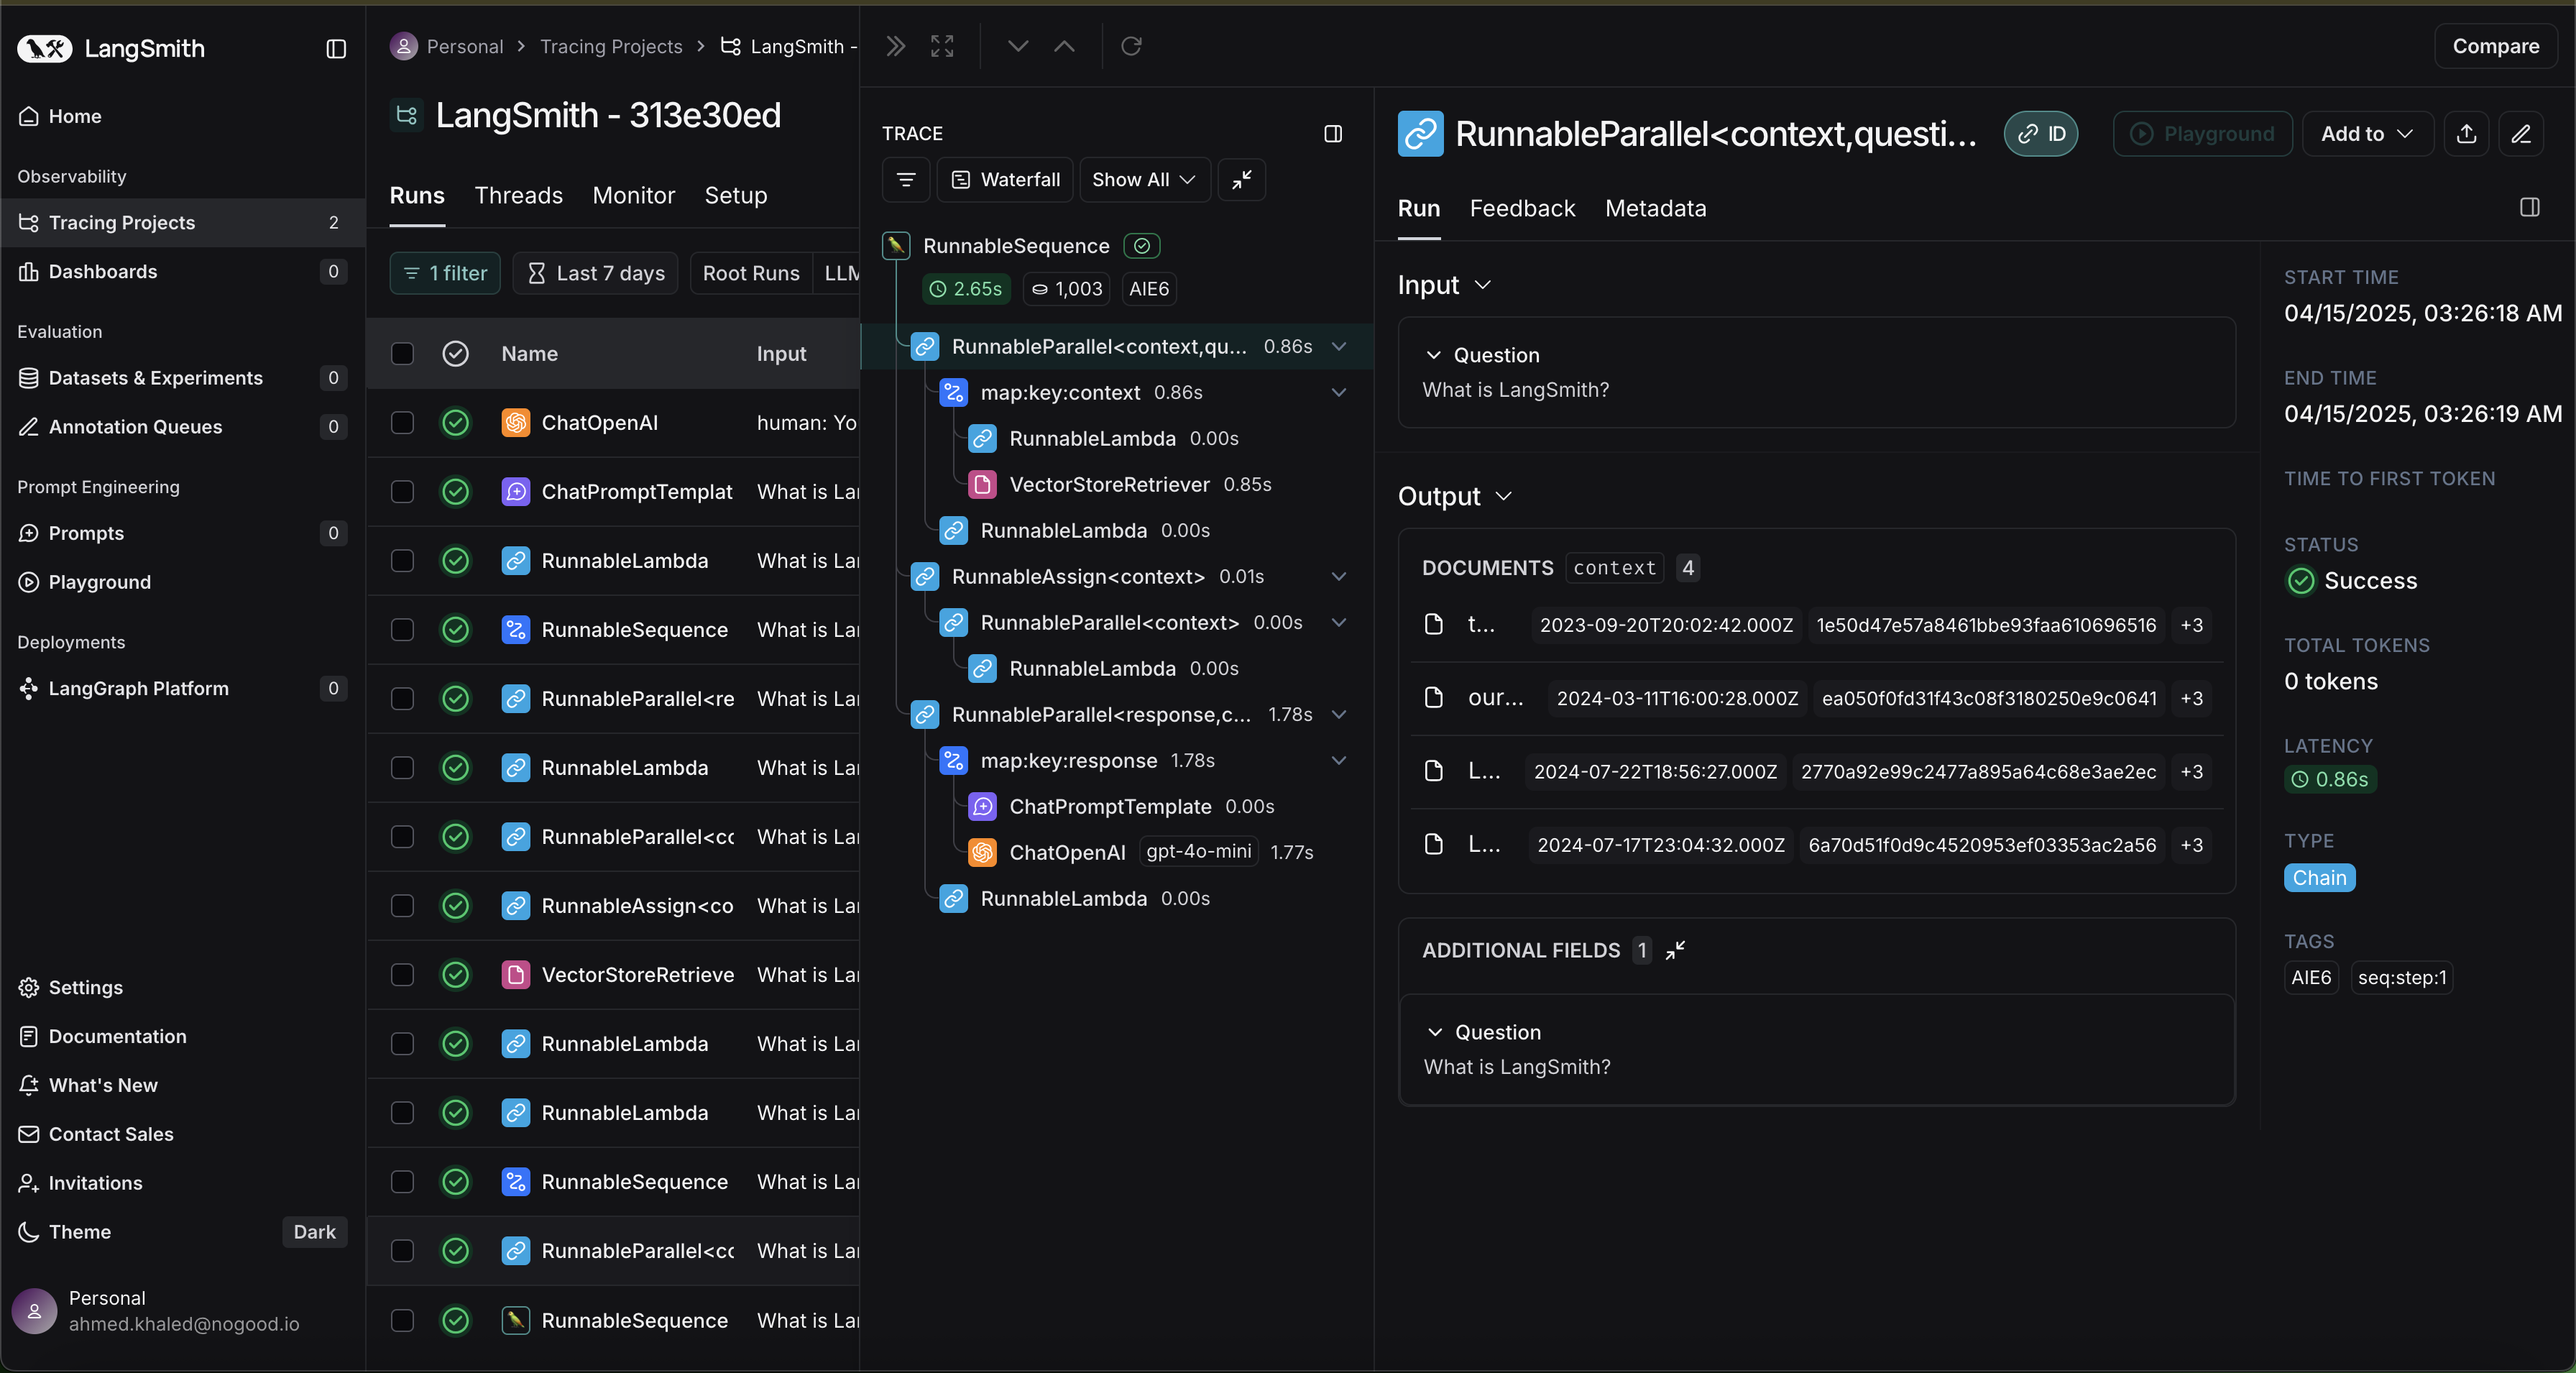 LangSmith
Home
Observability
Tracing Projects 2
Dashboards 0
Evaluation
Datasets & Experiments 0
Annotation Queues 0
Prompt Engineering
Prompts 0
Playground
Deployments
LangGraph Platform 0
Settings
Documentation
What's New
Contact Sales
Invitations
Theme Dark
Personal
ahmed.khaled@nogood.io
Personal > Tracing Projects > LangSmith -
LangSmith - 313e30ed
Runs Threads Monitor Setup
1 filter Last 7 days Root Runs LLM
Name Input
ChatOpenAI human: Yo
ChatPromptTemplat What is Lar
RunnableLambda What is Lar
RunnableSequence What is Lar
RunnableParallel<re What is Lar
RunnableLambda What is Lar
RunnableParallel<cc What is Lar
RunnableAssign<co What is Lar
VectorStoreRetrieve What is Lar
RunnableLambda What is Lar
RunnableLambda What is Lar
RunnableSequence What is Lar
RunnableParallel<cc What is Lar
RunnableSequence What is Lar
TRACE
Waterfall Show All
RunnableSequence
2.65s 1,003 AIE6
RunnableParallel<context,qu... 0.86s
map:key:context 0.86s
RunnableLambda 0.00s
VectorStoreRetriever 0.85s
RunnableLambda 0.00s
RunnableAssign<context> 0.01s
RunnableParallel<context> 0.00s
RunnableLambda 0.00s
RunnableParallel<response,c... 1.78s
map:key:response 1.78s
ChatPromptTemplate 0.00s
ChatOpenAI gpt-4o-mini 1.77s
RunnableLambda 0.00s
Compare
RunnableParallel<context,questi... ID Playground Add to
Run Feedback Metadata
Input
Question
What is LangSmith?
Output
DOCUMENTS context 4
t... 2023-09-20T20:02:42.000Z 1e50d47e57a8461bbe93faa610696516 +3
our... 2024-03-11T16:00:28.000Z ea050f0fd31f43c08f3180250e9c0641 +3
L... 2024-07-22T18:56:27.000Z 2770a92e99c2477a895a64c68e3ae2ec +3
L... 2024-07-17T23:04:32.000Z 6a70d51f0d9c4520953ef03353ac2a56 +3
ADDITIONAL FIELDS 1
Question
What is LangSmith?
START TIME
04/15/2025, 03:26:18 AM
END TIME
04/15/2025, 03:26:19 AM
TIME TO FIRST TOKEN
STATUS
Success
TOTAL TOKENS
0 tokens
LATENCY
0.86s
TYPE
Chain
TAGS
AIE6 seq:step:1